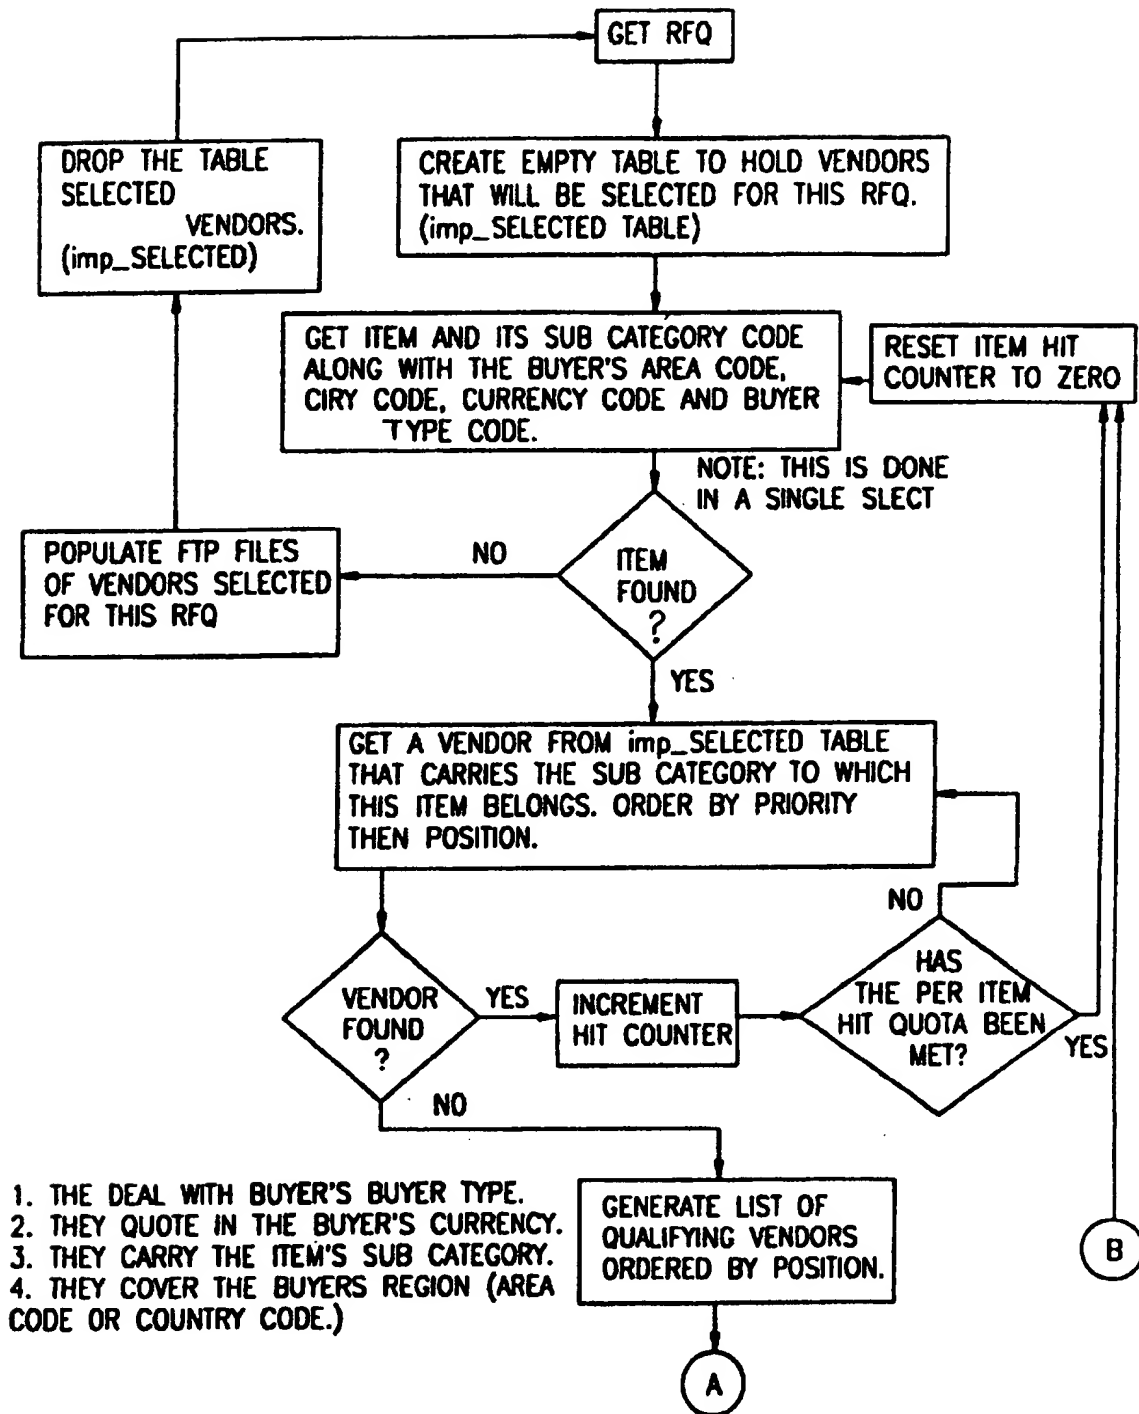 GET RFQ
DROP THE TABLE
SELECTED
VENDORS.
(imp_SELECTED)
CREATE EMPTY TABLE TO HOLD VENDORS
THAT WILL BE SELECTED FOR THIS RFQ.
(imp_SELECTED TABLE)
GET ITEM AND ITS SUB CATEGORY CODE
ALONG WITH THE BUYER'S AREA CODE,
CIRY CODE, CURRENCY CODE AND BUYER
TYPE CODE.
RESET ITEM HIT
COUNTER TO ZERO
NOTE: THIS IS DONE
IN A SINGLE SLECT
POPULATE FTP FILES
OF VENDORS SELECTED
FOR THIS RFQ
NO
ITEM
FOUND
?
YES
GET A VENDOR FROM imp_SELECTED TABLE
THAT CARRIES THE SUB CATEGORY TO WHICH
THIS ITEM BELONGS. ORDER BY PRIORITY
THEN POSITION.
NO
VENDOR
FOUND
?
YES
INCREMENT
HIT COUNTER
HAS
THE PER ITEM
HIT QUOTA BEEN
MET?
YES
NO
1. THE DEAL WITH BUYER'S BUYER TYPE.
2. THEY QUOTE IN THE BUYER'S CURRENCY.
3. THEY CARRY THE ITEM'S SUB CATEGORY.
4. THEY COVER THE BUYERS REGION (AREA
CODE OR COUNTRY CODE.)
GENERATE LIST OF
QUALIFYING VENDORS
ORDERED BY POSITION.
B
A